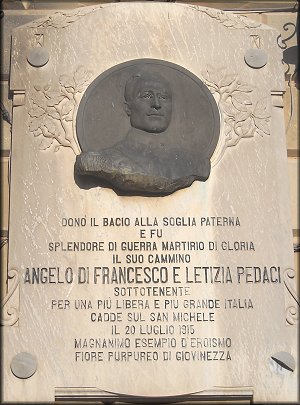 DONÒ IL BACIO ALLA SOGLIA PATERNA
E FU
SPLENDORE DI GUERRA MARTIRIO DI GLORIA
IL SUO CAMMINO
ANGELO DI FRANCESCO E LETIZIA PEDACI
SOTTOTENENTE
PER UNA PIÙ LIBERA E PIÙ GRANDE ITALIA
CADDE SUL SAN MICHELE
IL 20 LUGLIO 1915
MAGNANIMO ESEMPIO D'EROISMO
FIORE PURPUREO DI GIOVINEZZA